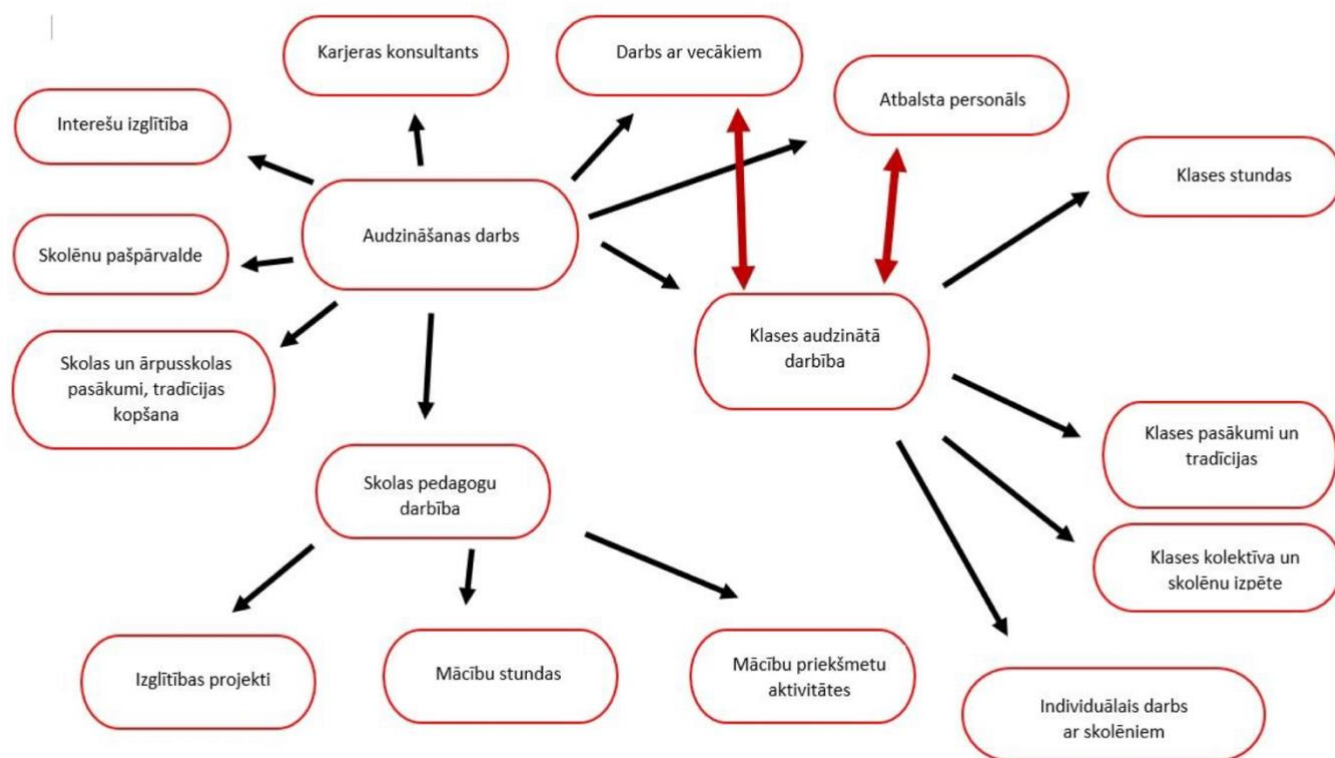 Karjeras konsultants
Darbs ar vecākiem
Atbalsta personāls
Interešu izglītība
Klases stundas
Audzināšanas darbs
Skolēnu pašpārvalde
Klases audzinātā
darbība
Skolas un ārpusskolas
pasākumi, tradīcijas
kopšana
Klases pasākumi un
tradīcijas
Skolas pedagogu
darbība
Klases kolektīva un
skolēnu izpēte
Izglītības projekti
Mācību stundas
Mācību priekšmetu
aktivitātes
Individuālais darbs
ar skolēniem